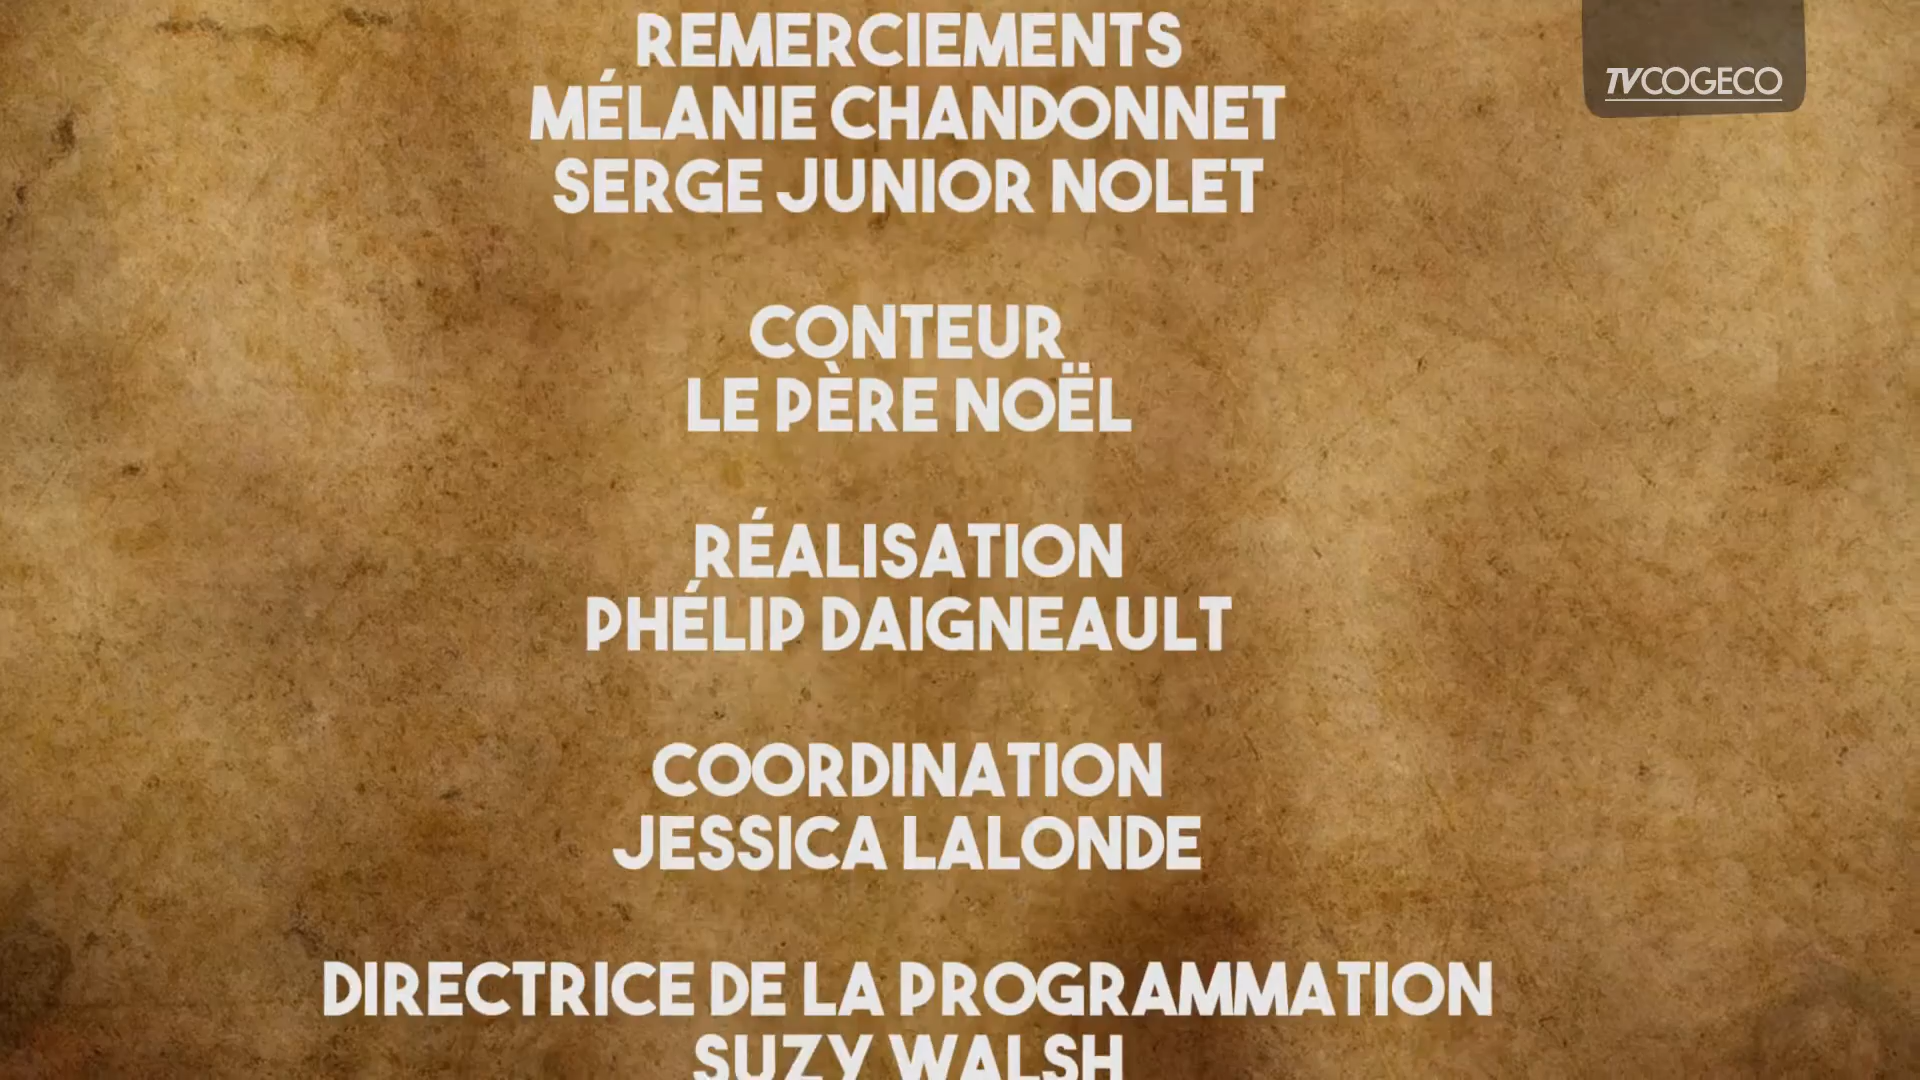 REMERCIEMENTS
TVCOGECO
MÉLANIE CHANDONNET
SERGE JUNIOR NOLET
CONTEUR
LE PÈRE NOËL
RÉALISATION
PHÉLIP DAIGNEAULT
COORDINATION
JESSICA LALONDE
DIRECTRICE DE LA PROGRAMMATION
SUZY WALSH